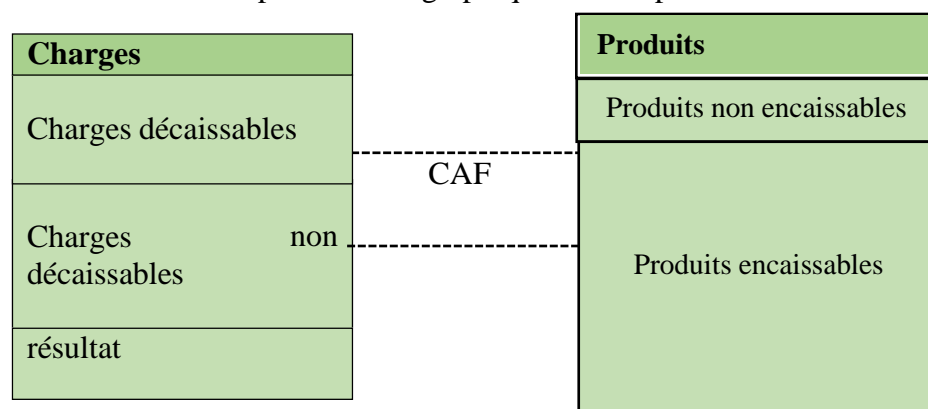 Charges
Charges décaissables
Charges non
décaissables
résultat
CAF
Produits
Produits non encaissables
Produits encaissables